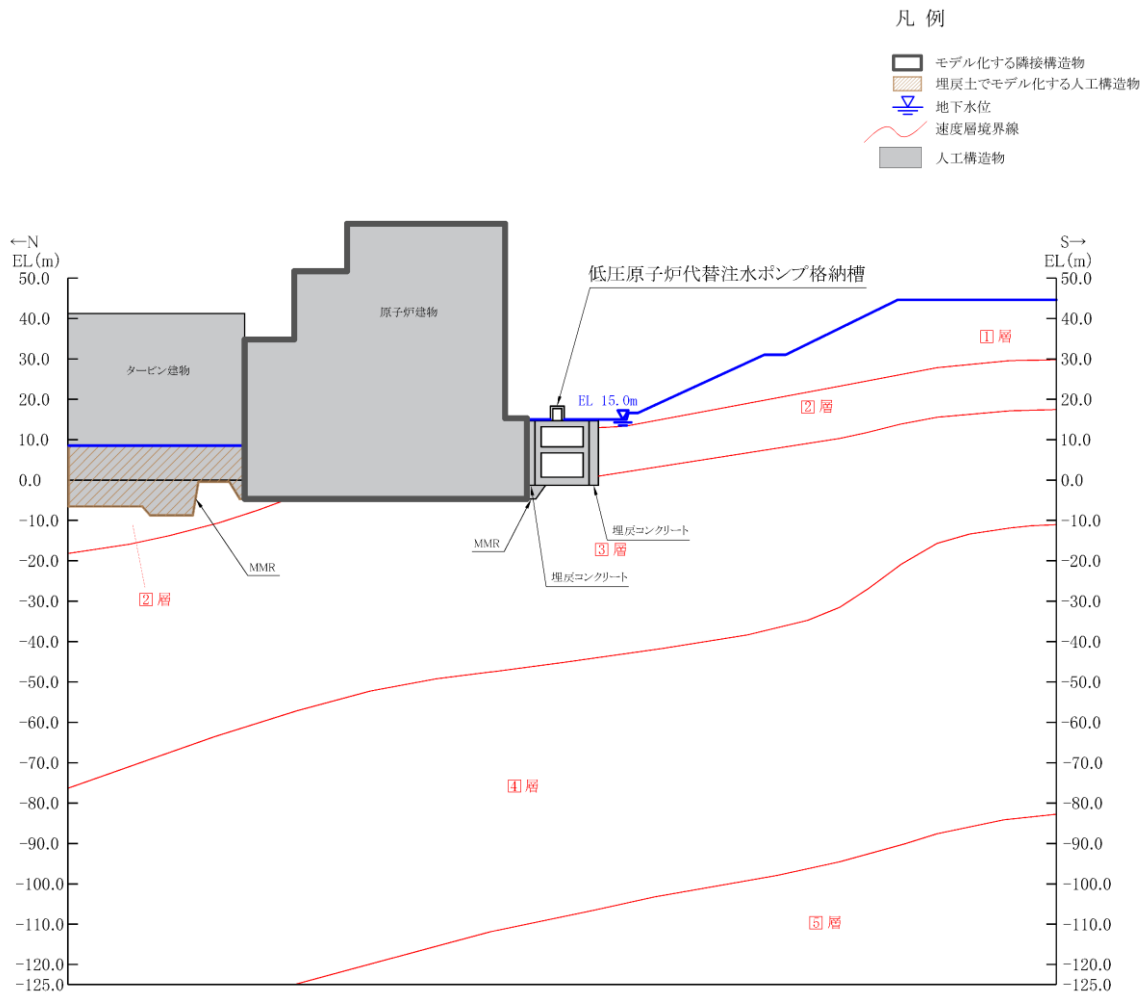 凡 例
モデル化する隣接構造物
埋戻土でモデル化する人工構造物
地下水位
速度層境界線
人工構造物
←N
EL(m)
S→
EL(m)
50.0
40.0
30.0
20.0
10.0
0.0
-10.0
-20.0
-30.0
-40.0
-50.0
-60.0
-70.0
-80.0
-90.0
-100.0
-110.0
-120.0
-125.0
低圧原子炉代替注水ポンプ格納槽
原子炉建物
タービン建物
EL 15.0m
1 層
2 層
埋戻コンクリート
MMR
3 層
MMR
埋戻コンクリート
2 層
4 層
5 層
50.0
40.0
30.0
20.0
10.0
0.0
-10.0
-20.0
-30.0
-40.0
-50.0
-60.0
-70.0
-80.0
-90.0
-100.0
-110.0
-120.0
-125.0